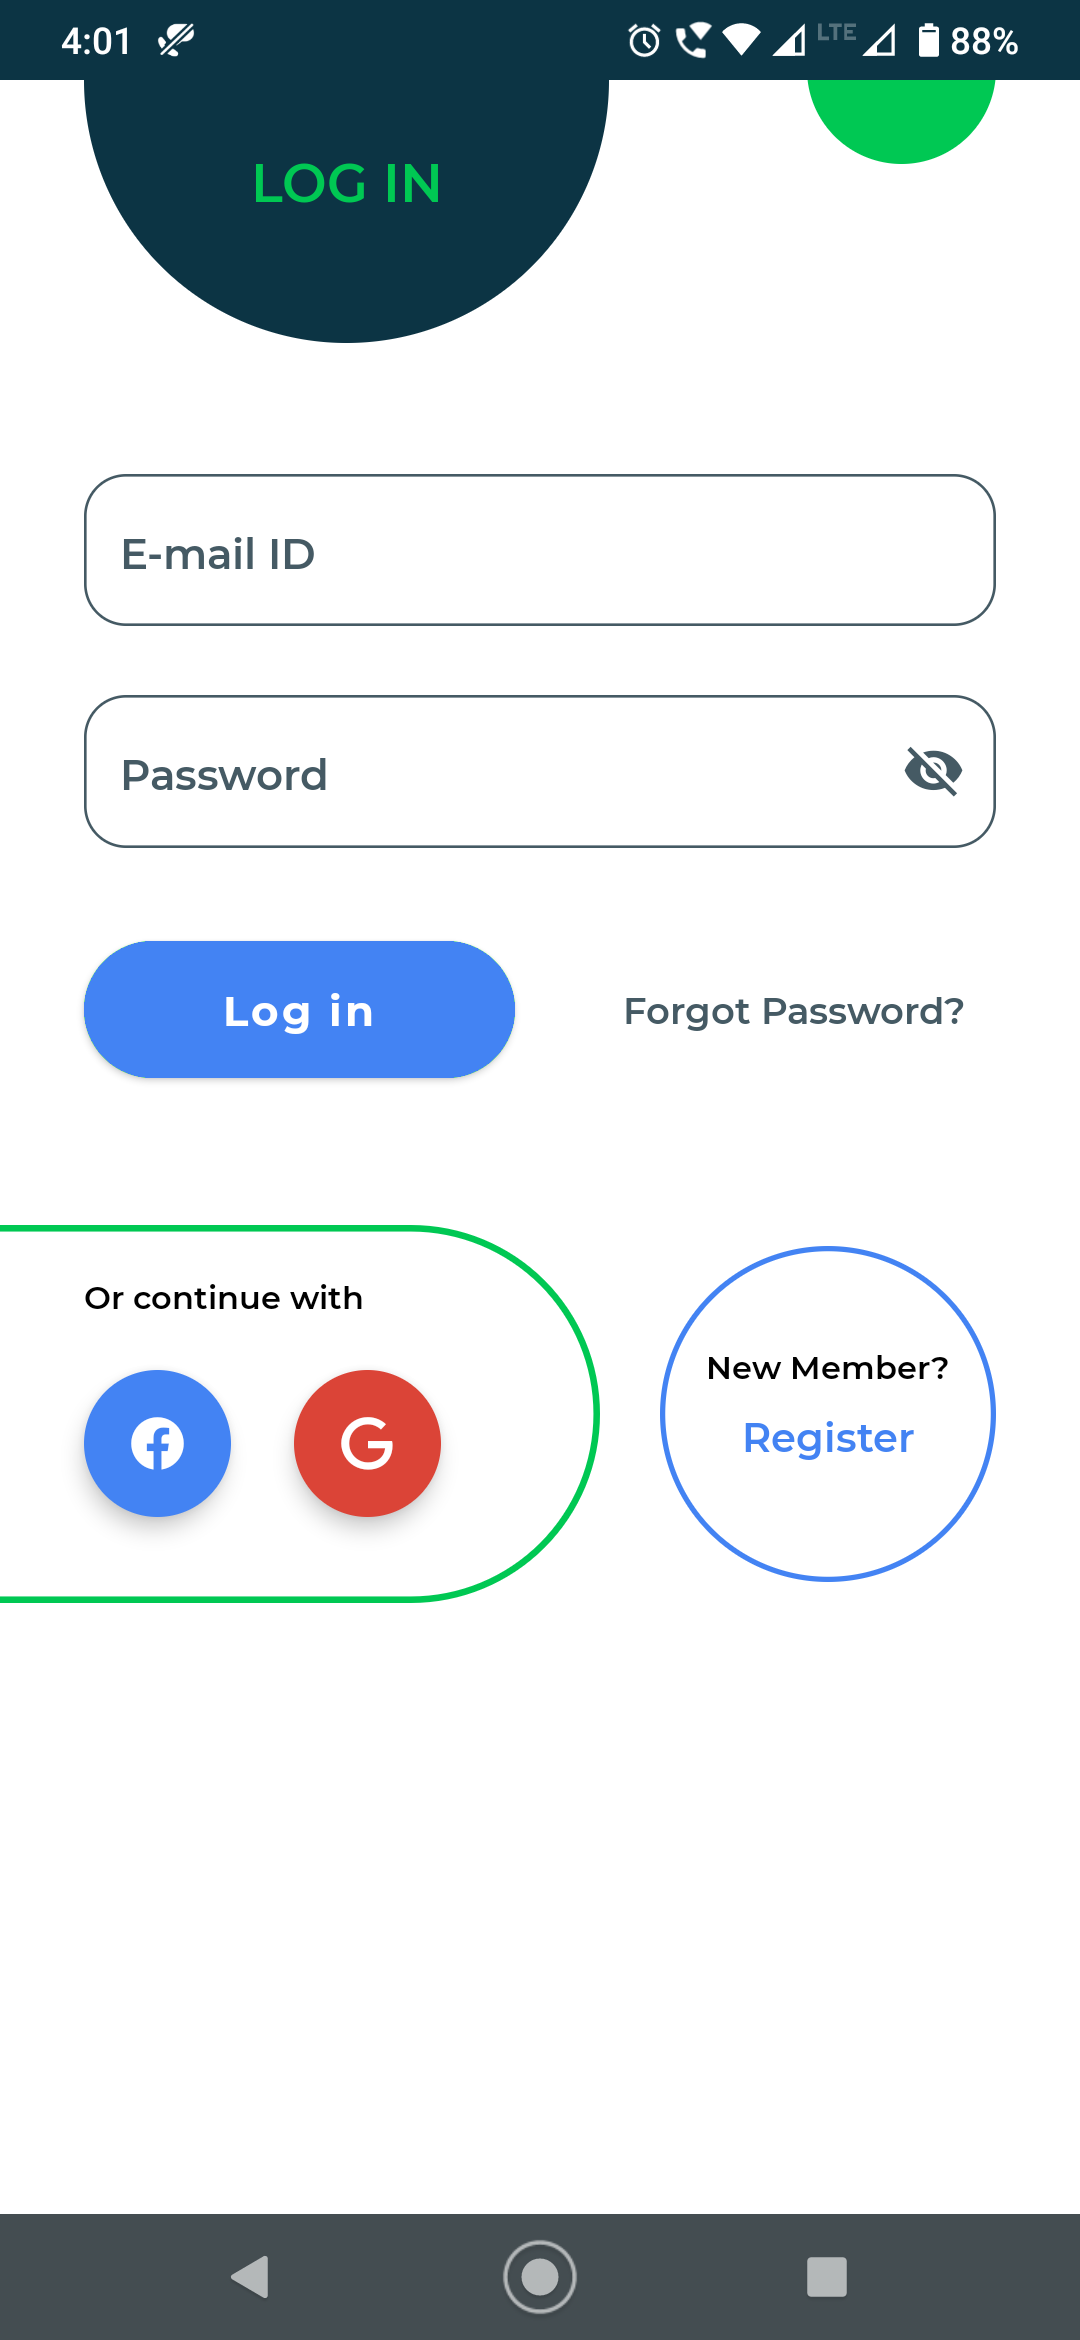 4:01 LTE 88%
LOG IN
E-mail ID
Password
Log in
Forgot Password?
Or continue with
New Member?
Register